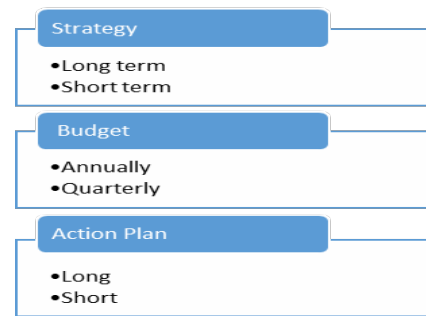 Strategy
•Long term
•Short term
Budget
•Annually
•Quarterly
Action Plan
•Long
•Short